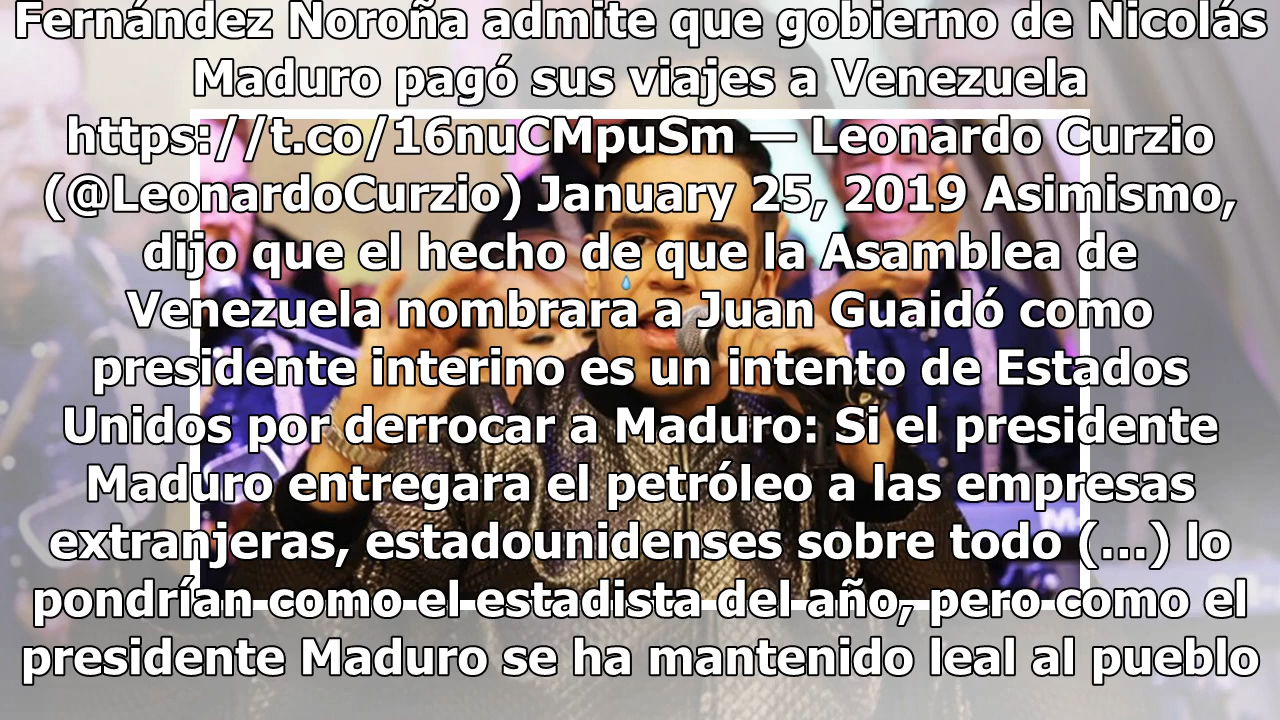 Fernández Noroña admite que gobierno de Nicolás
Maduro pagó sus viajes a Venezuela
https://t.co/16nuCMpuSm — Leonardo Curzio
(@LeonardoCurzio) January 25, 2019 Asimismo,
dijo que el hecho de que la Asamblea de
Venezuela nombrara a Juan Guaidó como
presidente interino es un intento de Estados
Unidos por derrocar a Maduro: Si el presidente
Maduro entregara el petróleo a las empresas
extranjeras, estadounidenses sobre todo (...) lo
pondrían como el estadista del año, pero como el
presidente Maduro se ha mantenido leal al pueblo